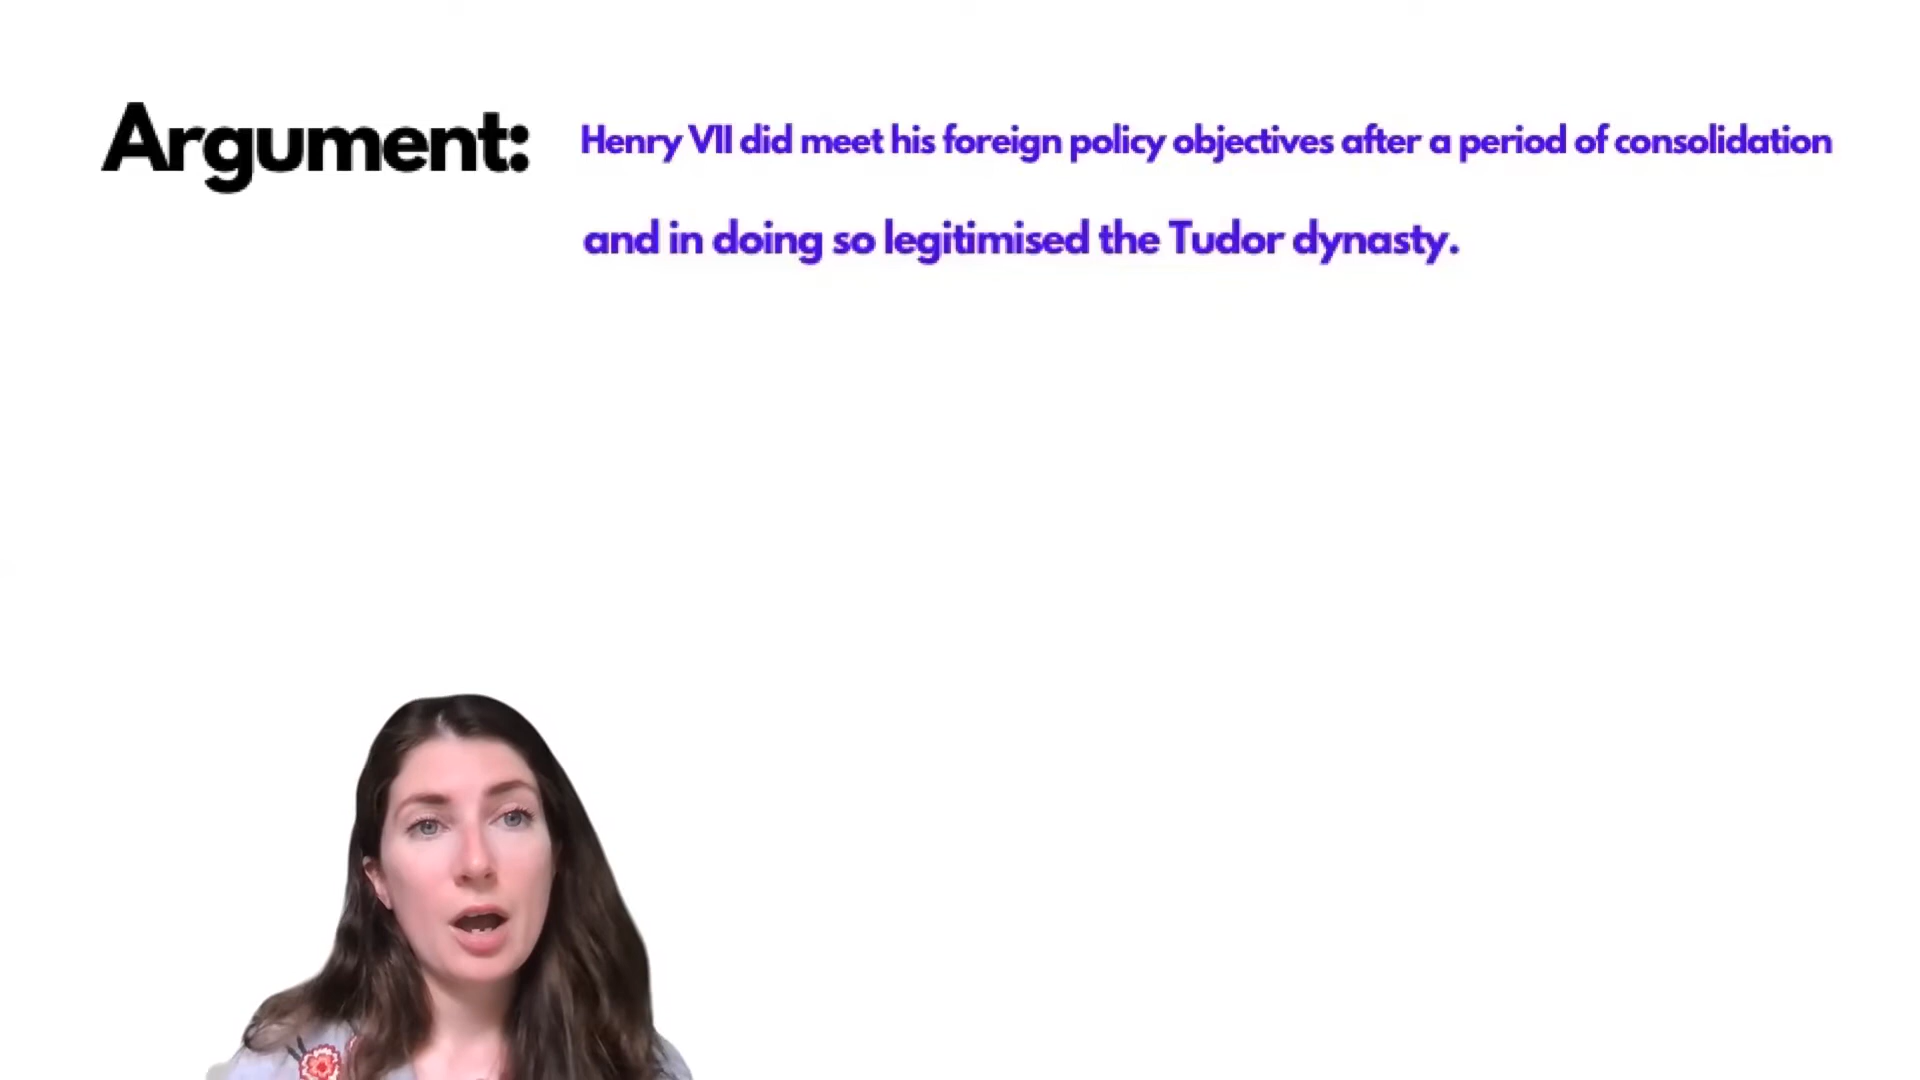 Argument: Henry VII did meet his foreign policy objectives after a period of consolidation
and in doing so legitimised the Tudor dynasty.